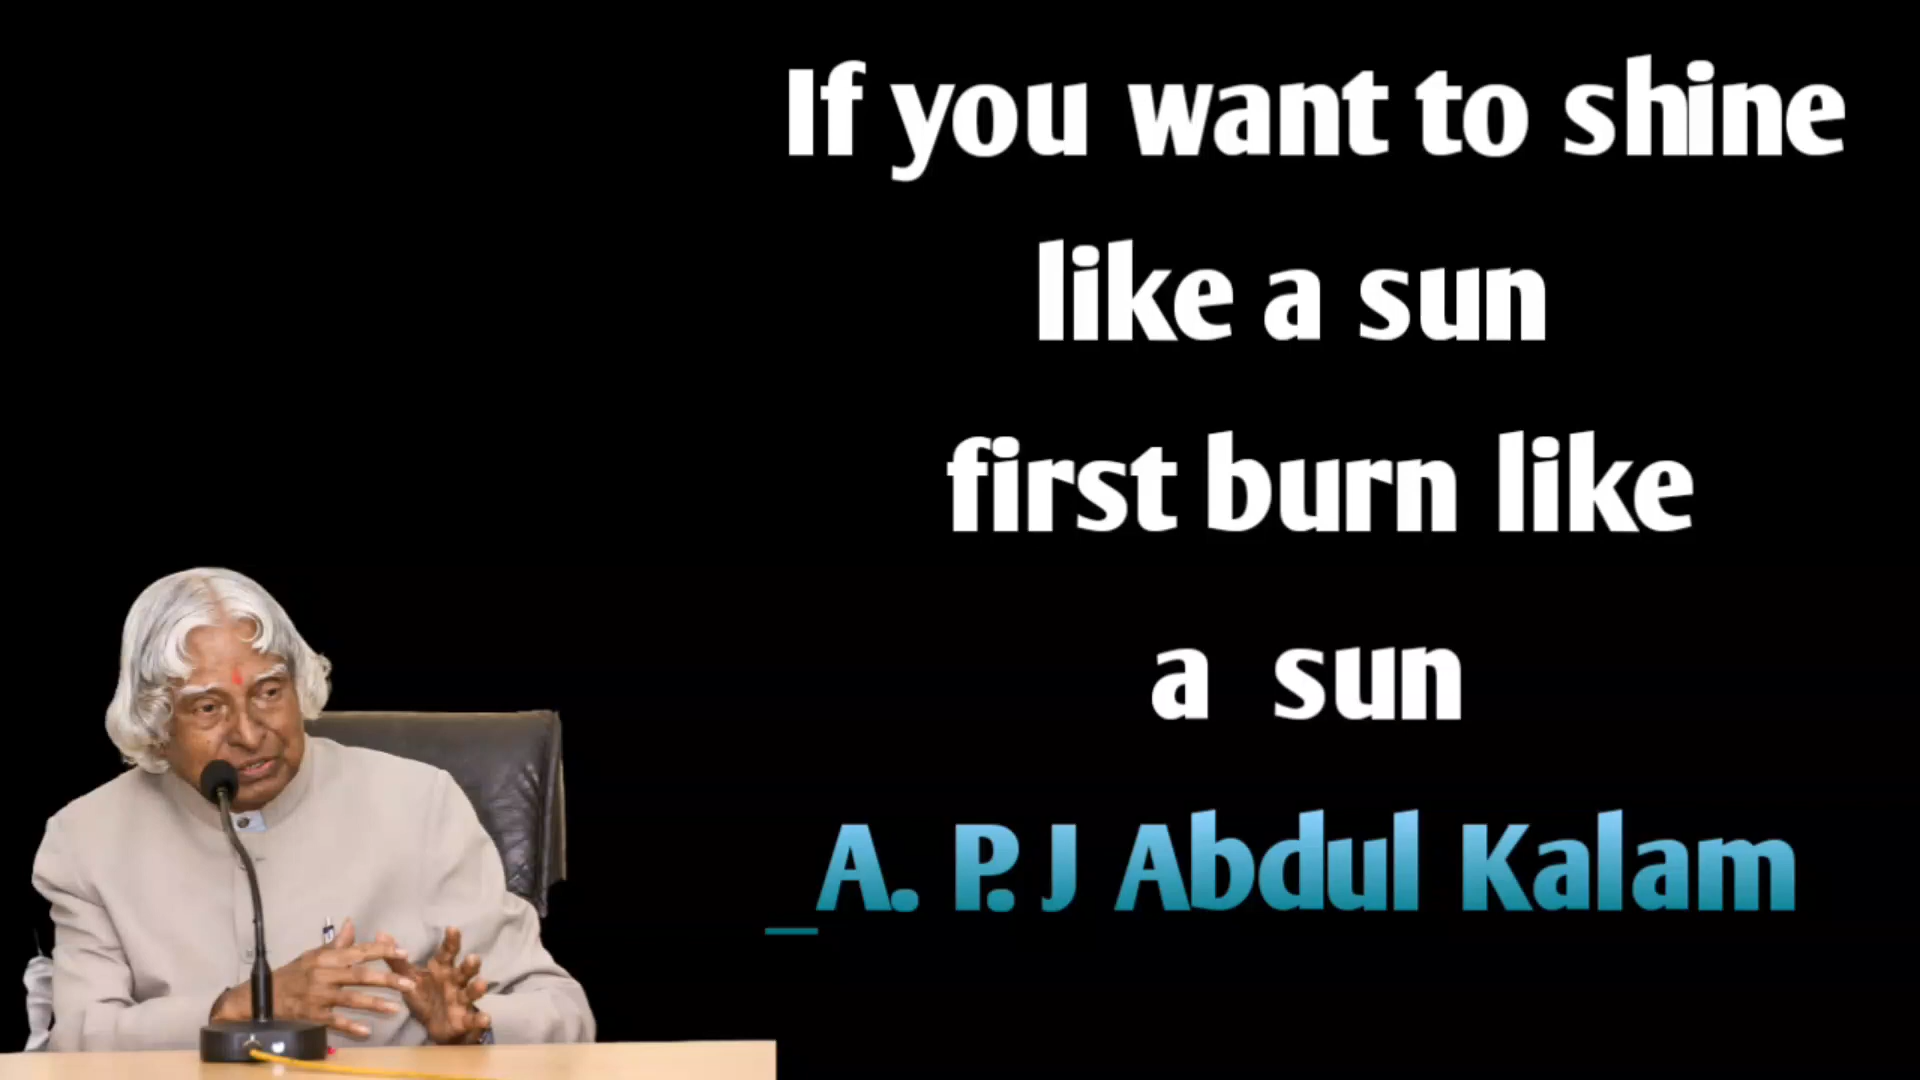 If you want to shine
like a sun
first burn like
a sun
_A. P. J Abdul Kalam